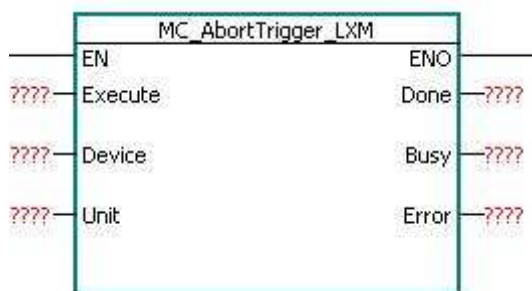 MC_AbortTrigger_LXM
EN ENO
???? Execute Done ????
???? Device Busy ????
???? Unit Error ????